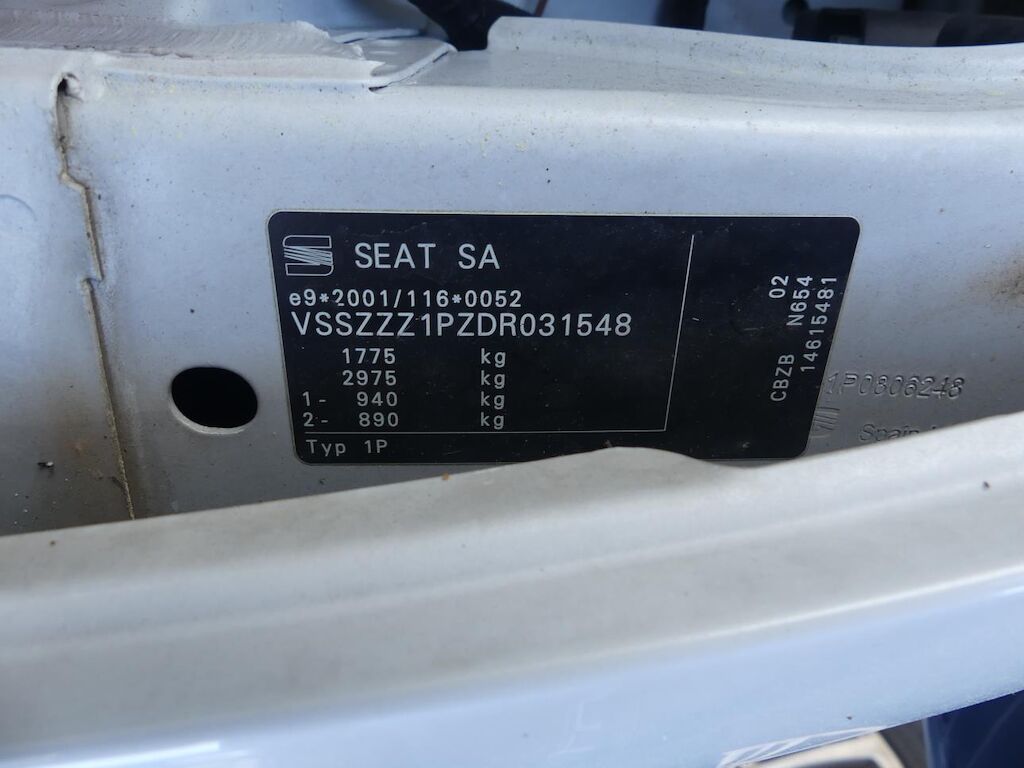 SEAT SA
e9*2001/116*0052
VSSZZZ1PZDR031548
1775 kg
2975 kg
1- 940 kg
2- 890 kg
Typ 1P
CBZB N654 02
14615481
1P0806248
Spain